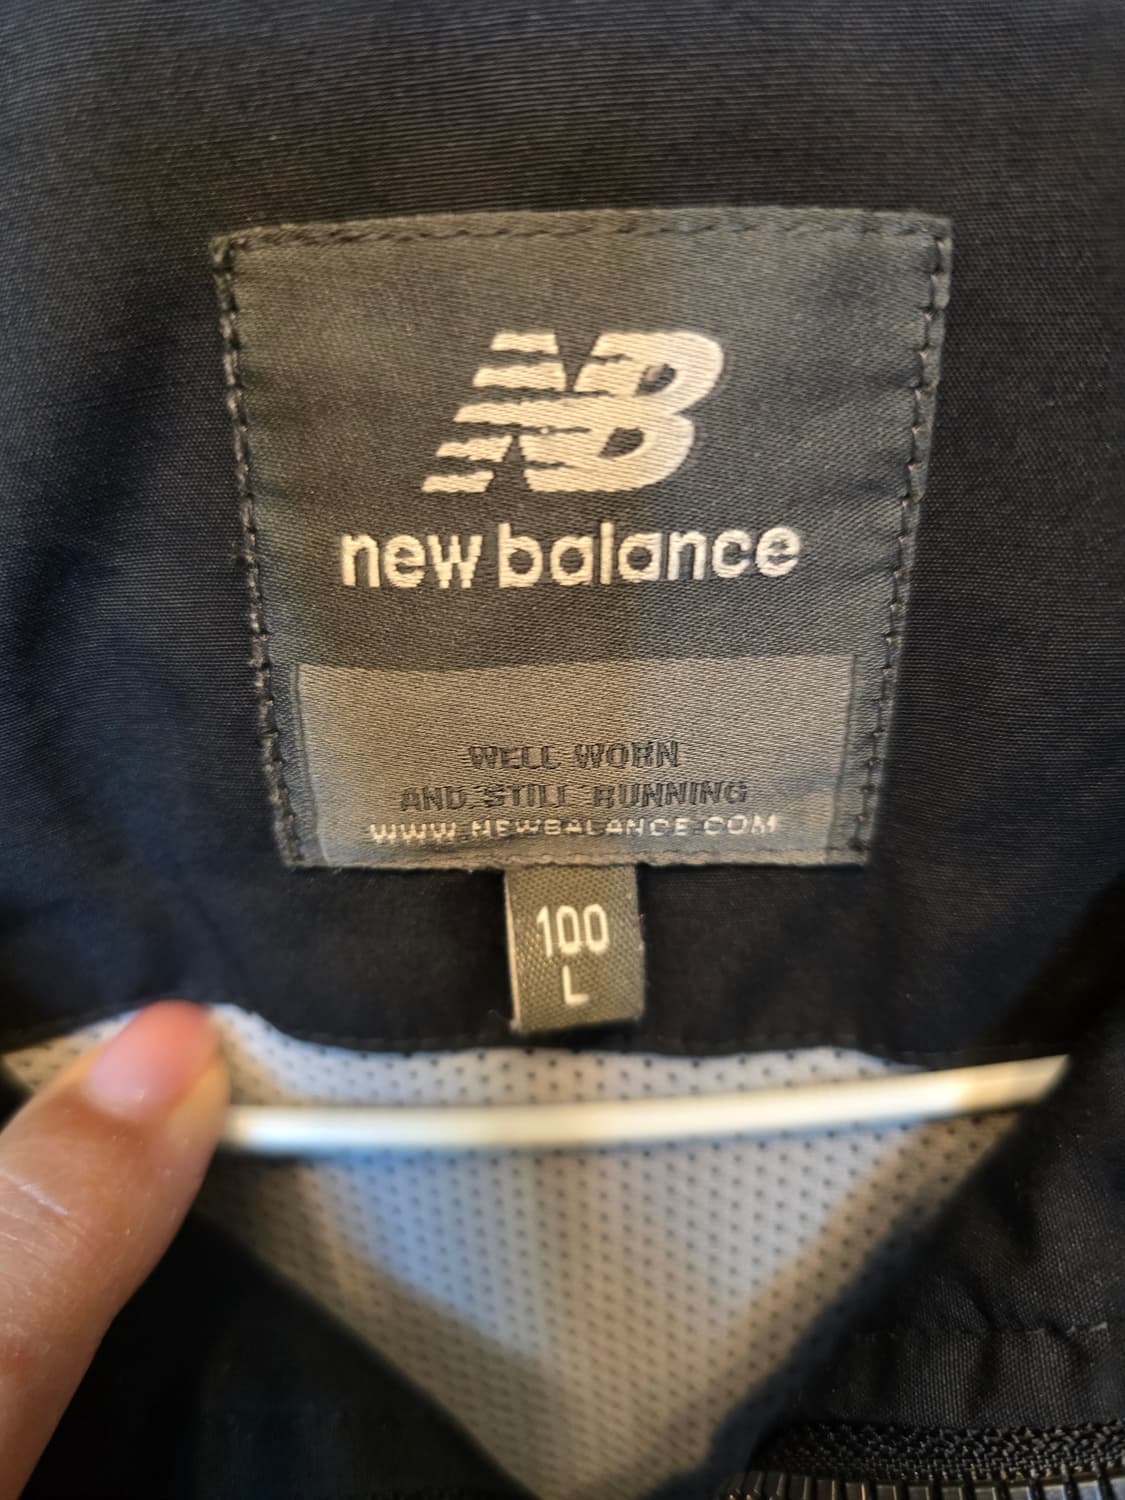 NB
new balance
WELL WORN
AND STILL RUNNING
WWW.NEWBALANCE.COM
100
L